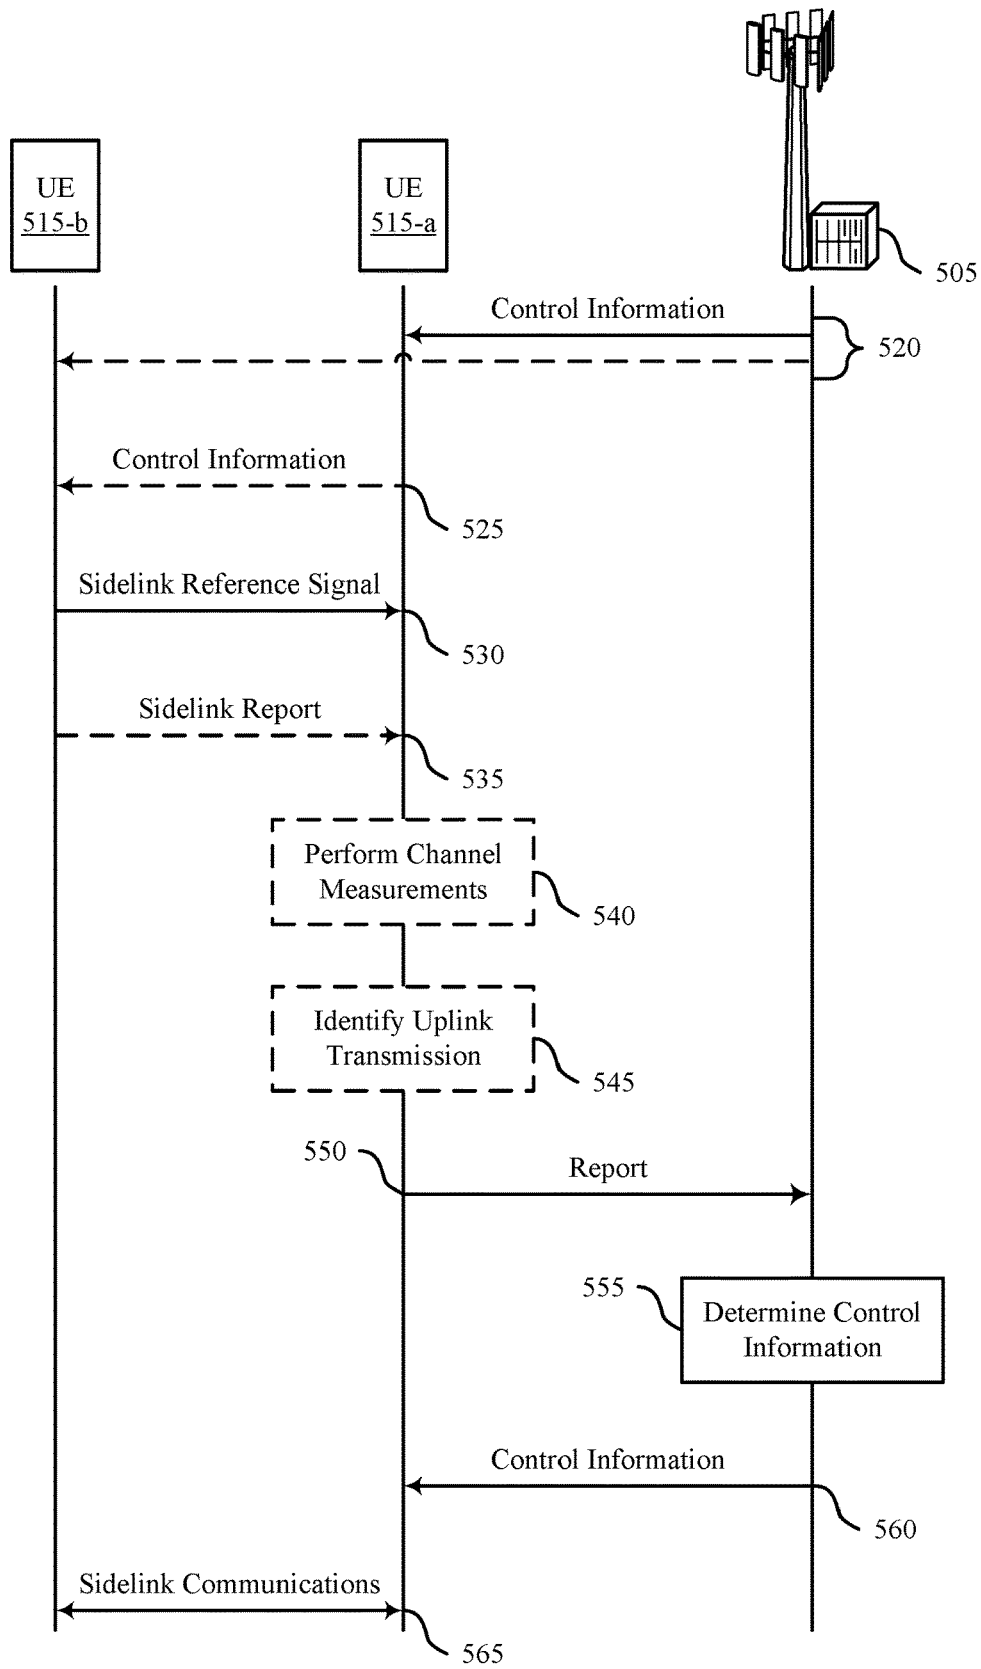 UE
515-b
UE
515-a
505
Control Information
520
Control Information
525
Sidelink Reference Signal
530
Sidelink Report
535
Perform Channel
Measurements
540
Identify Uplink
Transmission
545
550
Report
555
Determine Control
Information
Control Information
560
Sidelink Communications
565